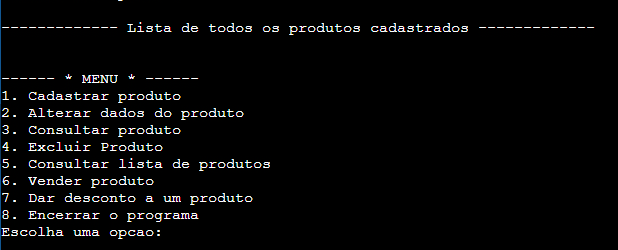 ------------- Lista de todos os produtos cadastrados -------------
------ * MENU * ------
1. Cadastrar produto
2. Alterar dados do produto
3. Consultar produto
4. Excluir Produto
5. Consultar lista de produtos
6. Vender produto
7. Dar desconto a um produto
8. Encerrar o programa
Escolha uma opcao: